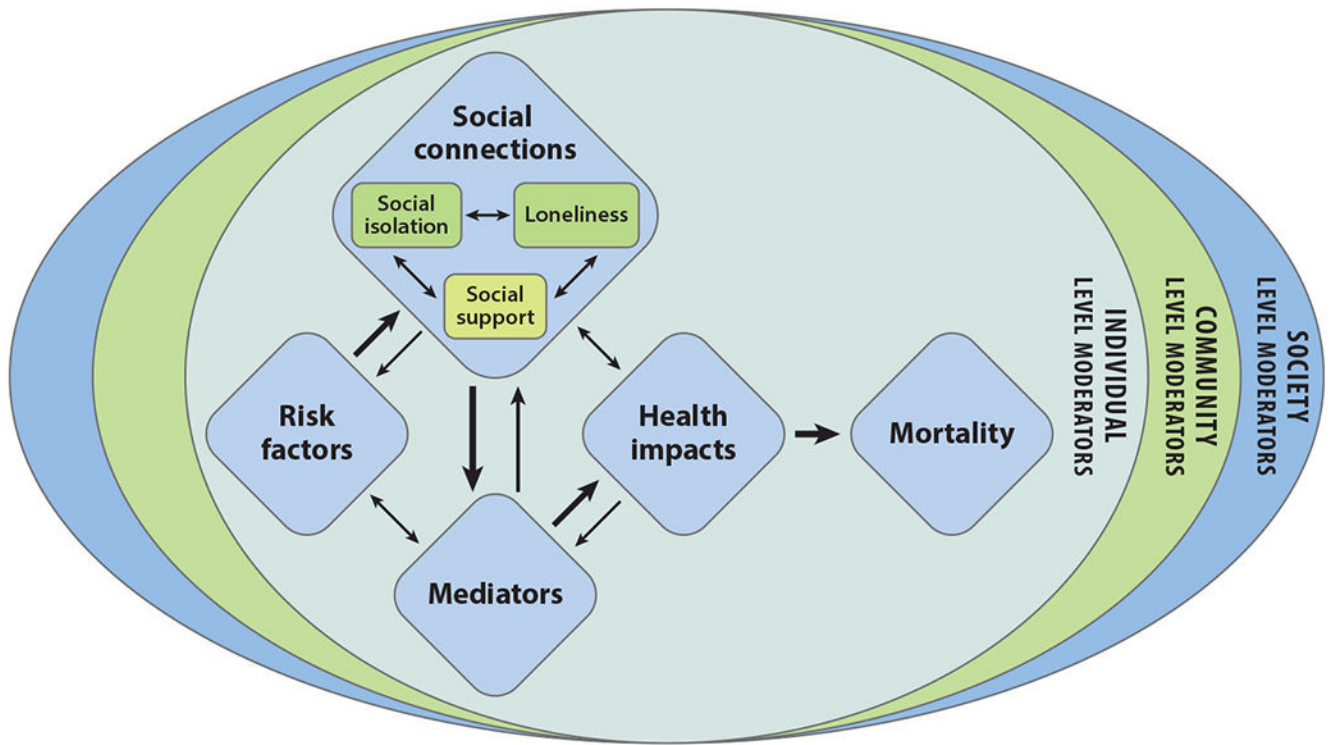 Social
connections
Social
isolation
Loneliness
Social
support
Risk
factors
Health
impacts
Mortality
Mediators
INDIVIDUAL
LEVEL MODERATORS
COMMUNITY
LEVEL MODERATORS
SOCIETY
LEVEL MODERATORS